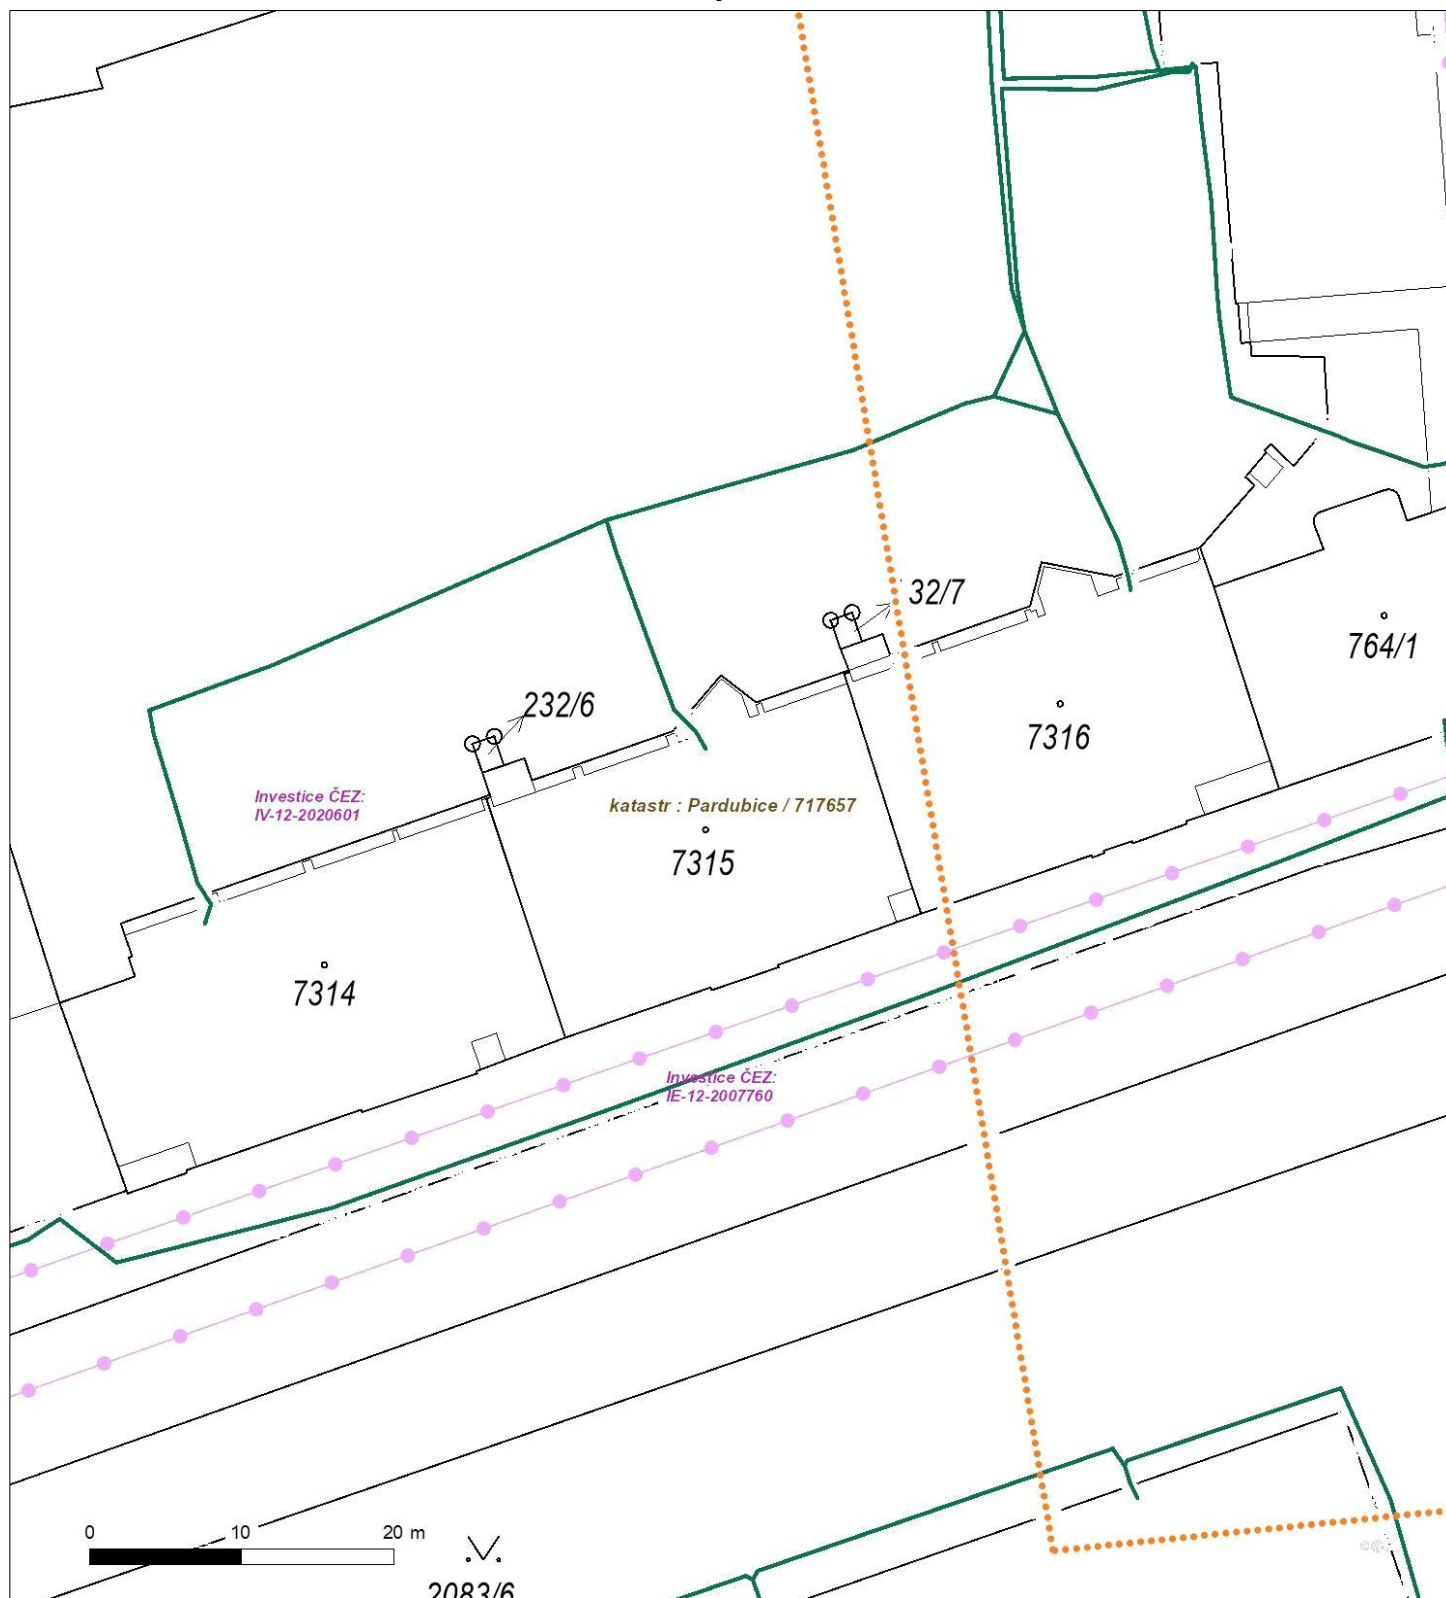 32/7
764/1
232/6
7316
Investice ČEZ:
IV-12-2020601
katastr : Pardubice / 717657
7315
7314
Investice ČEZ:
IE-12-2007760
0 10 20 m
2083/6